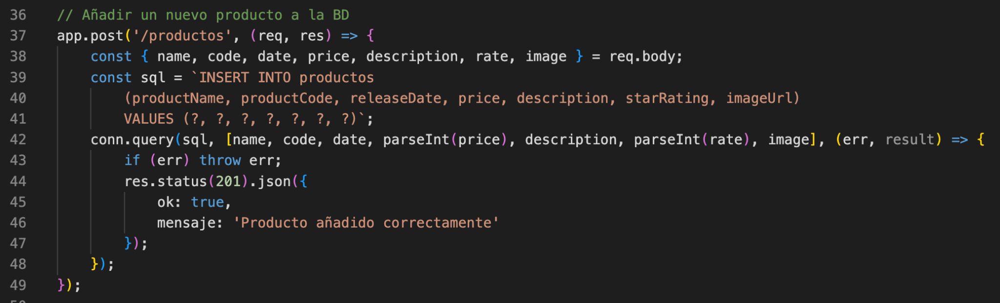 36 // Añadir un nuevo producto a la BD
37 app.post('/productos', (req, res) => {
38 const { name, code, date, price, description, rate, image } = req.body;
39 const sql = `INSERT INTO productos
40 (productName, productCode, releaseDate, price, description, starRating, imageUrl)
41 VALUES (?, ?, ?, ?, ?, ?, ?)`;
42 conn.query(sql, [name, code, date, parseInt(price), description, parseInt(rate), image], (err, result) => {
43 if (err) throw err;
44 res.status(201).json({
45 ok: true,
46 mensaje: 'Producto añadido correctamente'
47 });
48 });
49 });